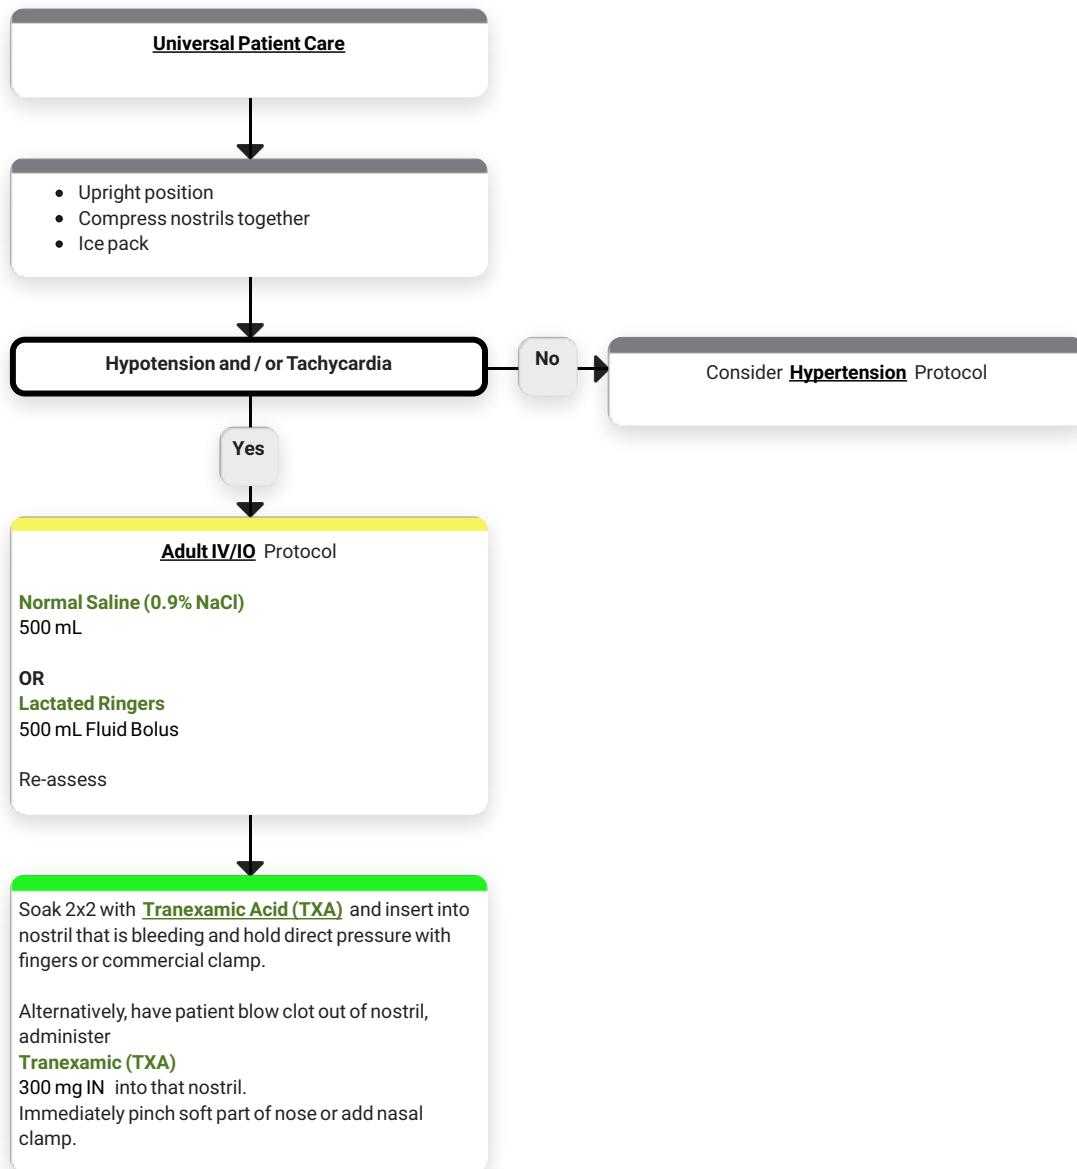 Universal Patient Care
Upright position
Compress nostrils together
Ice pack
Hypotension and / or Tachycardia
No
Consider Hypertension Protocol
Yes
Adult IV/IO Protocol
Normal Saline (0.9% NaCl)
500 mL
OR
Lactated Ringers
500 mL Fluid Bolus
Re-assess
Soak 2x2 with Tranexamic Acid (TXA) and insert into
nostril that is bleeding and hold direct pressure with
fingers or commercial clamp.
Alternatively, have patient blow clot out of nostril,
administer
Tranexamic (TXA)
300 mg IN into that nostril.
Immediately pinch soft part of nose or add nasal
clamp.